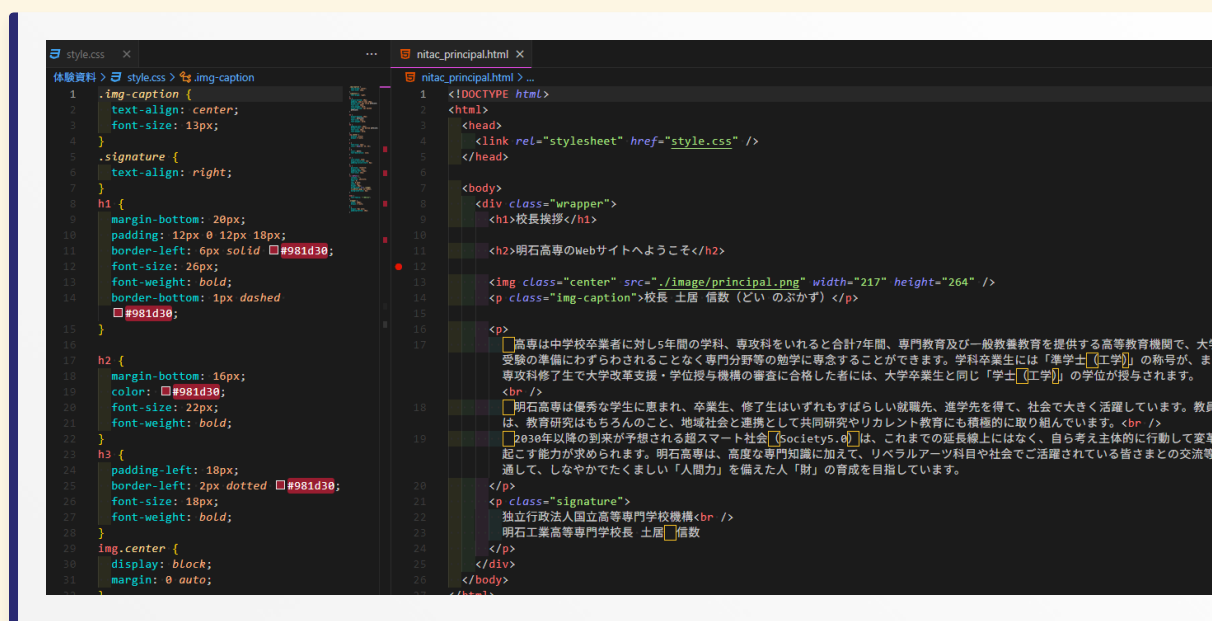 style.css × ···
体験資料 > style.css > .img-caption
1 .img-caption {
2 text-align: center;
3 font-size: 13px;
4 }
5 .signature {
6 text-align: right;
7 }
8 h1 {
9 margin-bottom: 20px;
10 padding: 12px 0 12px 18px;
11 border-left: 6px solid #981d30;
12 font-size: 26px;
13 font-weight: bold;
14 border-bottom: 1px dashed
#981d30;
15 }
16
17 h2 {
18 margin-bottom: 16px;
19 color: #981d30;
20 font-size: 22px;
21 font-weight: bold;
22 }
23 h3 {
24 padding-left: 18px;
25 border-left: 2px dotted #981d30;
26 font-size: 18px;
27 font-weight: bold;
28 }
29 img.center {
30 display: block;
31 margin: 0 auto;
nitac_principal.html ×
nitac_principal.html > ...
1 <!DOCTYPE html>
2 <html>
3 <head>
4 <link rel="stylesheet" href="style.css" />
5 </head>
6
7 <body>
8 <div class="wrapper">
9 <h1>校長挨拶</h1>
10
11 <h2>明石高専のWebサイトへようこそ</h2>
12
13 <img class="center" src="./image/principal.png" width="217" height="264" />
14 <p class="img-caption">校長 土居 信数（どい のぶかず）</p>
15
16 <p>
17 　高専は中学校卒業者に対し5年間の学科、専攻科をいれると合計7年間、専門教育及び一般教養教育を提供する高等教育機関で、大学
受験の準備にわずらわされることなく専門分野等の勉学に専念することができます。学科卒業生には「準学士（工学）」の称号が、ま
専攻科修了生で大学改革支援・学位授与機構の審査に合格した者には、大学卒業生と同じ「学士（工学）」の学位が授与されます。
<br />
18 　明石高専は優秀な学生に恵まれ、卒業生、修了生はいずれもすばらしい就職先、進学先を得て、社会で大きく活躍しています。教員
は、教育研究はもちろんのこと、地域社会と連携として共同研究やリカレント教育にも積極的に取り組んでいます。<br />
19 　2030年以降の到来が予想される超スマート社会（Society5.0）は、これまでの延長線上にはなく、自ら考え主体的に行動して変革
起こす能力が求められます。明石高専は、高度な専門知識に加えて、リベラルアーツ科目や社会でご活躍されている皆さまとの交流等
通して、しなやかでたくましい「人間力」を備えた人「財」の育成を目指しています。
20 </p>
21 <p class="signature">
22 独立行政法人国立高等専門学校機構<br />
23 明石工業高等専門学校長 土居　信数
24 </p>
25 </div>
26 </body>